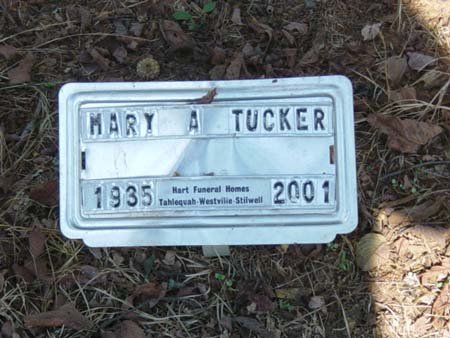 MARY A TUCKER
1935 Hart Funeral Homes 2001
Tahlequah-Westville-Stilwell